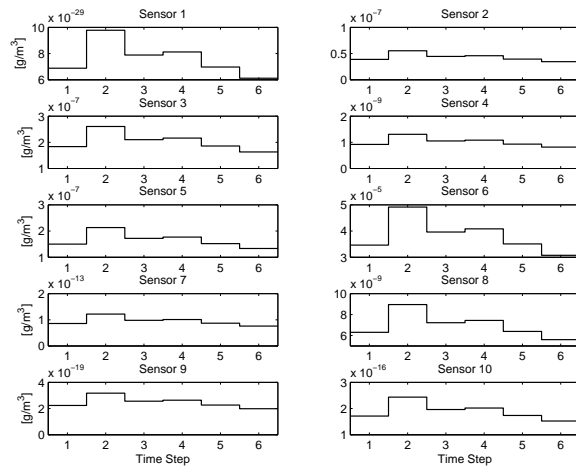 Sensor 1
x 10⁻²⁹
10
8
6
[g/m³]
1 2 3 4 5 6
Sensor 2
x 10⁻⁷
1
0.5
0
1 2 3 4 5 6
Sensor 3
x 10⁻⁷
3
2
1
[g/m³]
1 2 3 4 5 6
Sensor 4
x 10⁻⁹
2
1
0
1 2 3 4 5 6
Sensor 5
x 10⁻⁷
3
2
1
[g/m³]
1 2 3 4 5 6
Sensor 6
x 10⁻⁵
5
4
3
1 2 3 4 5 6
Sensor 7
x 10⁻¹³
2
1
0
[g/m³]
1 2 3 4 5 6
Sensor 8
x 10⁻⁹
10
8
6
1 2 3 4 5 6
Sensor 9
x 10⁻¹⁹
4
2
0
[g/m³]
1 2 3 4 5 6
Time Step
Sensor 10
x 10⁻¹⁶
3
2
1
1 2 3 4 5 6
Time Step